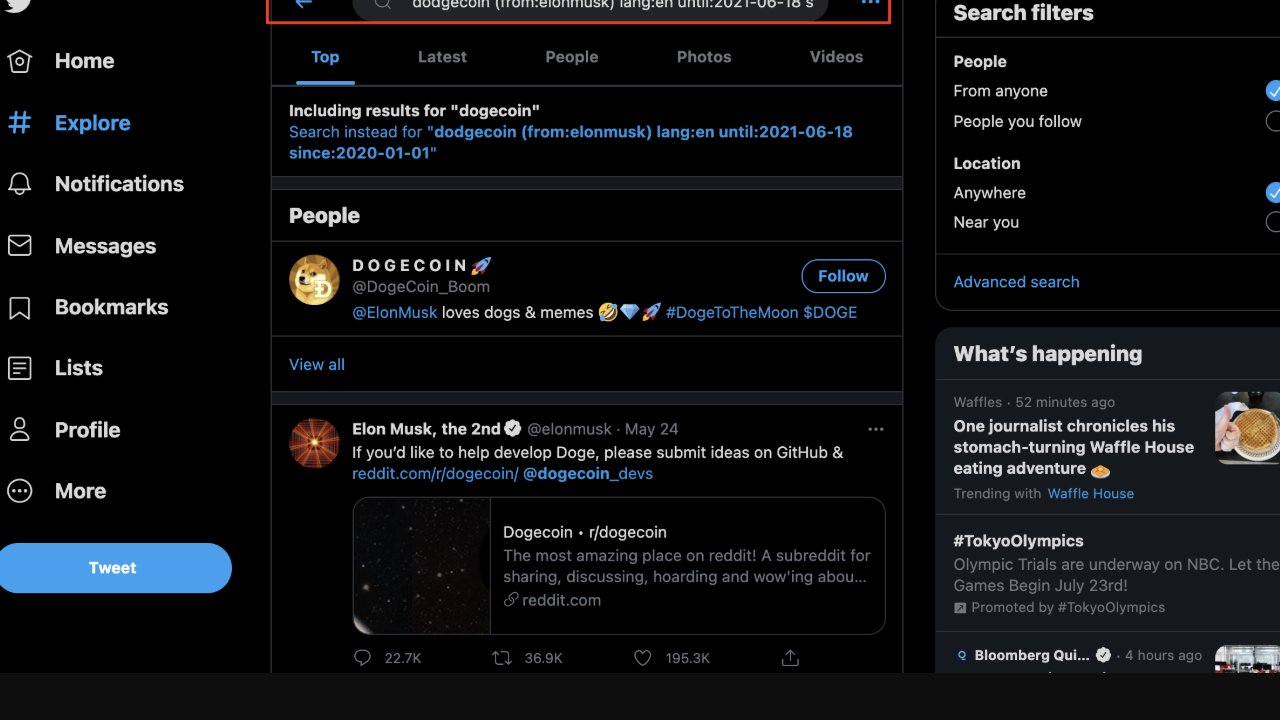 dodgecoin (from:elonmusk) lang:en until:2021-06-18 s
Home
Explore
Notifications
Messages
Bookmarks
Lists
Profile
More
Tweet
Top Latest People Photos Videos
Including results for "dogecoin"
Search instead for "dodgecoin (from:elonmusk) lang:en until:2021-06-18
since:2020-01-01"
People
D O G E C O I N 🚀
@DogeCoin_Boom
Follow
@ElonMusk loves dogs & memes 🤣💎🚀 #DogeToTheMoon $DOGE
View all
Elon Musk, the 2nd @elonmusk · May 24
If you’d like to help develop Doge, please submit ideas on GitHub &
reddit.com/r/dogecoin/ @dogecoin_devs
Dogecoin • r/dogecoin
The most amazing place on reddit! A subreddit for
sharing, discussing, hoarding and wow'ing abou...
reddit.com
22.7K 36.9K 195.3K
Search filters
People
From anyone
People you follow
Location
Anywhere
Near you
Advanced search
What’s happening
Waffles · 52 minutes ago
One journalist chronicles his
stomach-turning Waffle House
eating adventure 🥧
Trending with Waffle House
#TokyoOlympics
Olympic Trials are underway on NBC. Let the
Games Begin July 23rd!
Promoted by #TokyoOlympics
Bloomberg Qui... · 4 hours ago